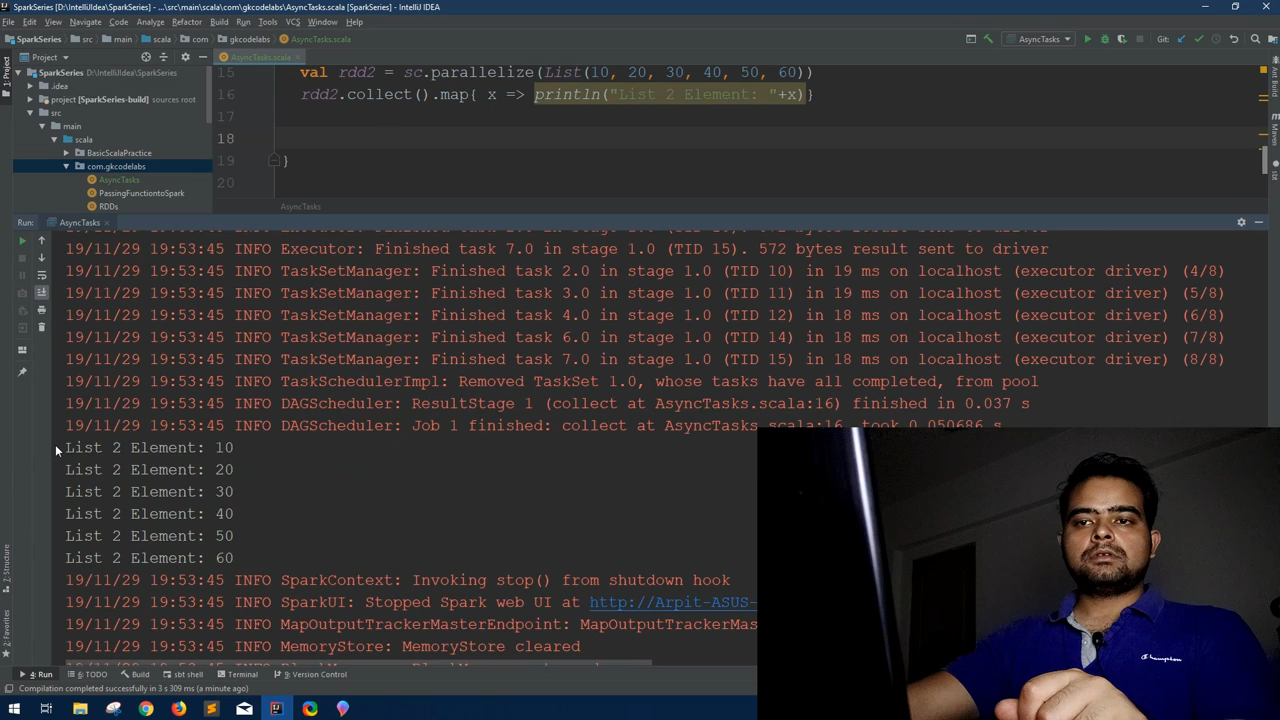 SparkSeries [D:\IntelliJIdea\SparkSeries] - ...\src\main\scala\com\gkcodelabs\AsyncTasks.scala - IntelliJ IDEA
File Edit View Navigate Code Analyze Refactor Build Run Tools VCS Window Help
SparkSeries src main scala com gkcodelabs AsyncTasks.scala
AsyncTasks
Git:
Project
AsyncTasks.scala
SparkSeries D:\IntelliJIdea\SparkSeries
.idea
project [SparkSeries-build] sources root
src
main
scala
BasicScalaPractice
com.gkcodelabs
AsyncTasks
PassingFunctiontoSpark
RDDs
15 val rdd2 = sc.parallelize(List(10, 20, 30, 40, 50, 60))
16 rdd2.collect().map{ x => println("List 2 Element: "+x)}
18
19 }
20
AsyncTasks
1: Project
Ant Build
Maven
sbt
Run: AsyncTasks
19/11/29 19:53:45 INFO Executor: Finished task 7.0 in stage 1.0 (TID 15). 572 bytes result sent to driver
19/11/29 19:53:45 INFO TaskSetManager: Finished task 2.0 in stage 1.0 (TID 10) in 19 ms on localhost (executor driver) (4/8)
19/11/29 19:53:45 INFO TaskSetManager: Finished task 3.0 in stage 1.0 (TID 11) in 19 ms on localhost (executor driver) (5/8)
19/11/29 19:53:45 INFO TaskSetManager: Finished task 4.0 in stage 1.0 (TID 12) in 18 ms on localhost (executor driver) (6/8)
19/11/29 19:53:45 INFO TaskSetManager: Finished task 6.0 in stage 1.0 (TID 14) in 18 ms on localhost (executor driver) (7/8)
19/11/29 19:53:45 INFO TaskSetManager: Finished task 7.0 in stage 1.0 (TID 15) in 18 ms on localhost (executor driver) (8/8)
19/11/29 19:53:45 INFO TaskSchedulerImpl: Removed TaskSet 1.0, whose tasks have all completed, from pool
19/11/29 19:53:45 INFO DAGScheduler: ResultStage 1 (collect at AsyncTasks.scala:16) finished in 0.037 s
19/11/29 19:53:45 INFO DAGScheduler: Job 1 finished: collect at AsyncTasks.scala:16, took 0.050686 s
List 2 Element: 10
List 2 Element: 20
List 2 Element: 30
List 2 Element: 40
List 2 Element: 50
List 2 Element: 60
19/11/29 19:53:45 INFO SparkContext: Invoking stop() from shutdown hook
19/11/29 19:53:45 INFO SparkUI: Stopped Spark web UI at http://Arpit-ASUS-
19/11/29 19:53:45 INFO MapOutputTrackerMasterEndpoint: MapOutputTrackerMas
19/11/29 19:53:45 INFO MemoryStore: MemoryStore cleared
7: Structure
2: Favorites
4: Run 6: TODO Build sbt shell Terminal 9: Version Control
Compilation completed successfully in 3 s 309 ms (a minute ago)
Champion